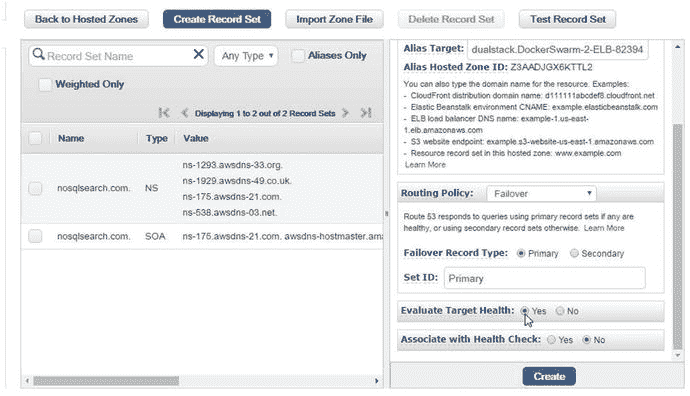 Back to Hosted Zones
Create Record Set
Import Zone File
Delete Record Set
Test Record Set
Record Set Name
Any Type
Aliases Only
Weighted Only
Displaying 1 to 2 out of 2 Record Sets
Name Type Value
nosqlsearch.com. NS
ns-1293.awsdns-33.org.
ns-1929.awsdns-49.co.uk.
ns-175.awsdns-21.com.
ns-538.awsdns-03.net.
nosqlsearch.com. SOA ns-175.awsdns-21.com. awsdns-hostmaster.ama
Alias Target: dualstack.DockerSwarm-2-ELB-82394
Alias Hosted Zone ID: Z3AADJGX6KTTL2
You can also type the domain name for the resource. Examples:
- CloudFront distribution domain name: d111111abcdef8.cloudfront.net
- Elastic Beanstalk environment CNAME: example.elasticbeanstalk.com
- ELB load balancer DNS name: example-1.us-east-
1.elb.amazonaws.com
- S3 website endpoint: example.s3-website-us-east-1.amazonaws.com
- Resource record set in this hosted zone: www.example.com
Learn More
Routing Policy: Failover
Route 53 responds to queries using primary record sets if any are
healthy, or using secondary record sets otherwise. Learn More
Failover Record Type: Primary Secondary
Set ID: Primary
Evaluate Target Health: Yes No
Associate with Health Check: Yes No
Create